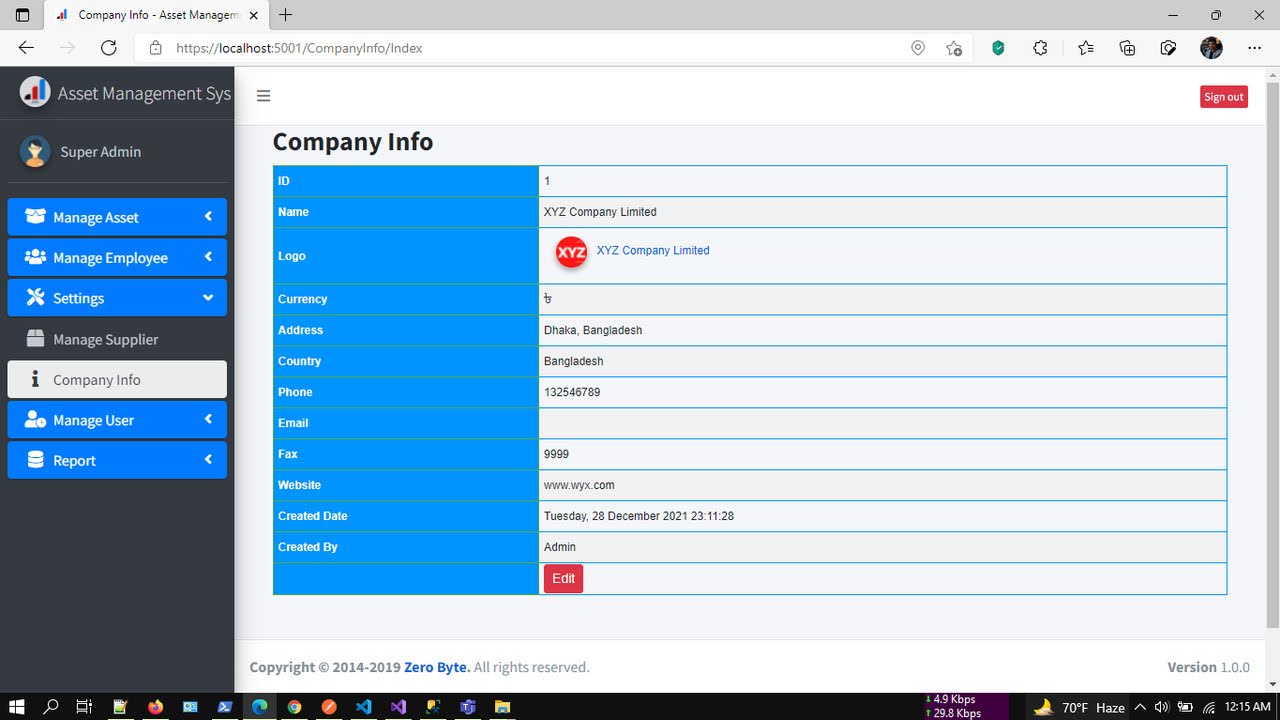 Company Info - Asset Managem
https://localhost:5001/CompanyInfo/Index
Asset Management Sys
Sign out
Super Admin
Manage Asset
Manage Employee
Settings
Manage Supplier
Company Info
Manage User
Report
Company Info
ID 1
Name XYZ Company Limited
Logo XYZ XYZ Company Limited
Currency ৳
Address Dhaka, Bangladesh
Country Bangladesh
Phone 132546789
Email
Fax 9999
Website www.wyx.com
Created Date Tuesday, 28 December 2021 23:11:28
Created By Admin
Edit
Copyright © 2014-2019 Zero Byte. All rights reserved.
Version 1.0.0
↓ 4.9 Kbps
↑ 29.8 Kbps
70°F Haze
12:15 AM